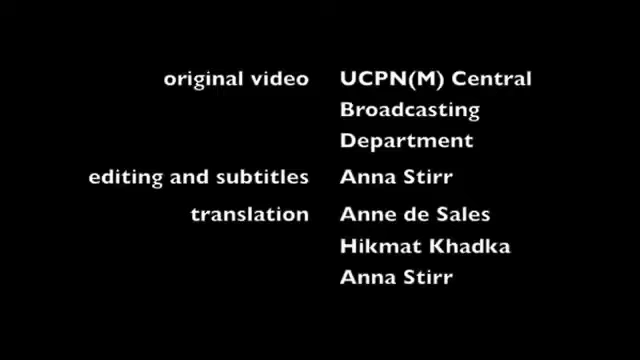 original video UCPN(M) Central
Broadcasting
Department
editing and subtitles Anna Stirr
translation Anne de Sales
Hikmat Khadka
Anna Stirr